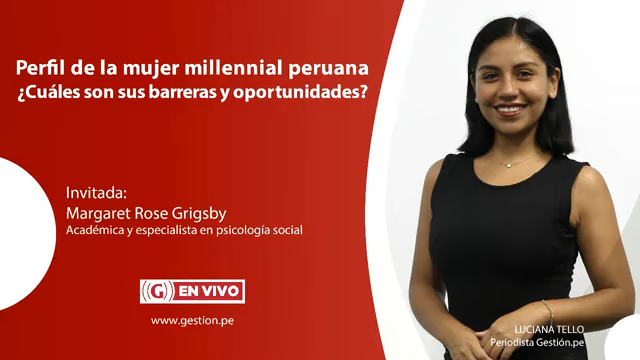 Perfil de la mujer millennial peruana
¿Cuáles son sus barreras y oportunidades?
Invitada:
Margaret Rose Grigsby
Académica y especialista en psicología social
G EN VIVO
www.gestion.pe
LUCIANA TELLO
Periodista Gestión.pe